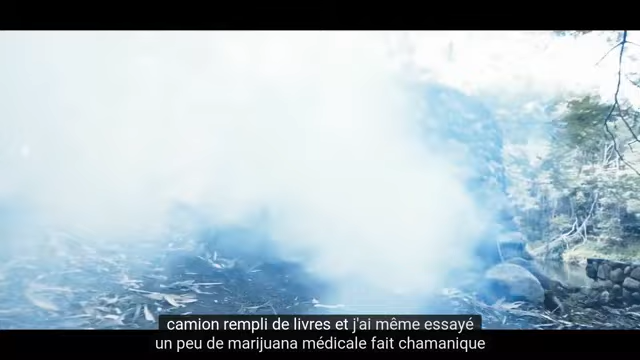 camion rempli de livres et j'ai même essayé
un peu de marijuana médicale fait chamanique